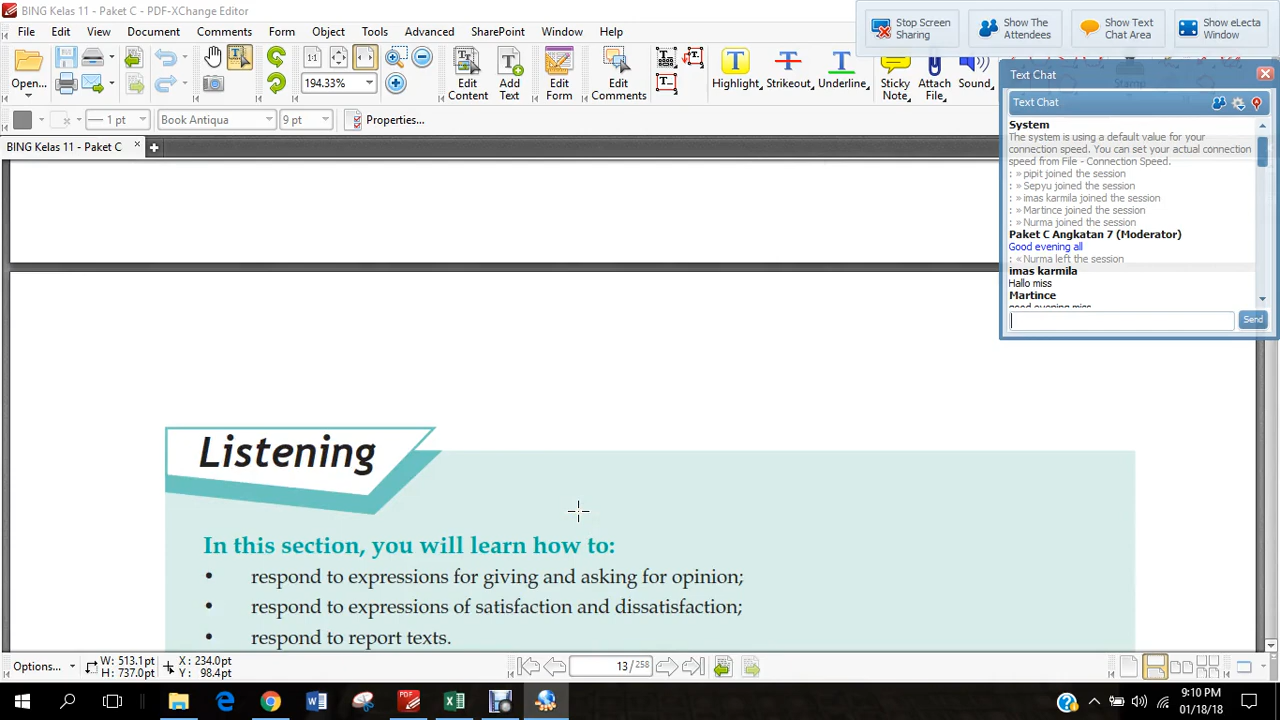 BING Kelas 11 - Paket C - PDF-XChange Editor
File Edit View Document Comments Form Object Tools Advanced SharePoint Window Help
Stop Screen Sharing
Show The Attendees
Show Text Chat Area
Show eLecta Window
Open...
194.33%
1:1
Edit Content
Add Text
Edit Form
Edit Comments
Highlight
Strikeout
Underline
Sticky Note
Attach File
Sound
Stamp
1 pt
Book Antiqua
9 pt
Properties...
BING Kelas 11 - Paket C
Text Chat
Text Chat
System
The system is using a default value for your
connection speed. You can set your actual connection
speed from File - Connection Speed.
: » pipit joined the session
: » Sepyu joined the session
: » imas karmila joined the session
: » Martince joined the session
: » Nurma joined the session
Paket C Angkatan 7 (Moderator)
Good evening all
: « Nurma left the session
imas karmila
Hallo miss
Martince
good evening miss
Send
Listening
In this section, you will learn how to:
• respond to expressions for giving and asking for opinion;
• respond to expressions of satisfaction and dissatisfaction;
• respond to report texts.
Options...
W: 513.1pt
H: 737.0pt
X: 234.0pt
Y: 98.4pt
13 / 258
9:10 PM
01/18/18